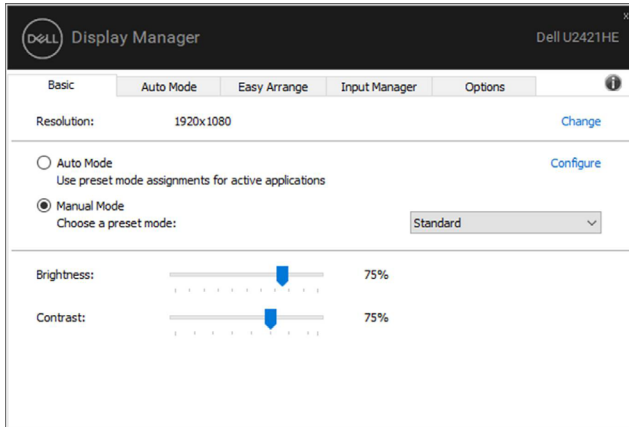 DELL Display Manager
Dell U2421HE
x
Basic Auto Mode Easy Arrange Input Manager Options
Resolution: 1920x1080 Change
Auto Mode Configure
Use preset mode assignments for active applications
Manual Mode
Choose a preset mode: Standard
Brightness: 75%
Contrast: 75%